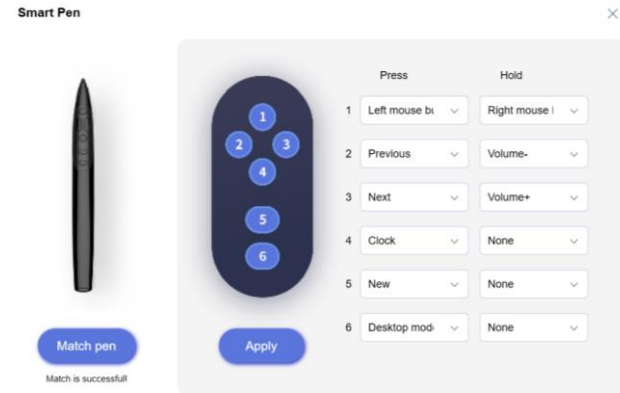 Smart Pen
Press Hold
1 Left mouse bu Right mouse l
2 Previous Volume-
3 Next Volume+
4 Clock None
5 New None
6 Desktop mod None
1
2 3
4
5
6
Match pen
Match is successfull
Apply